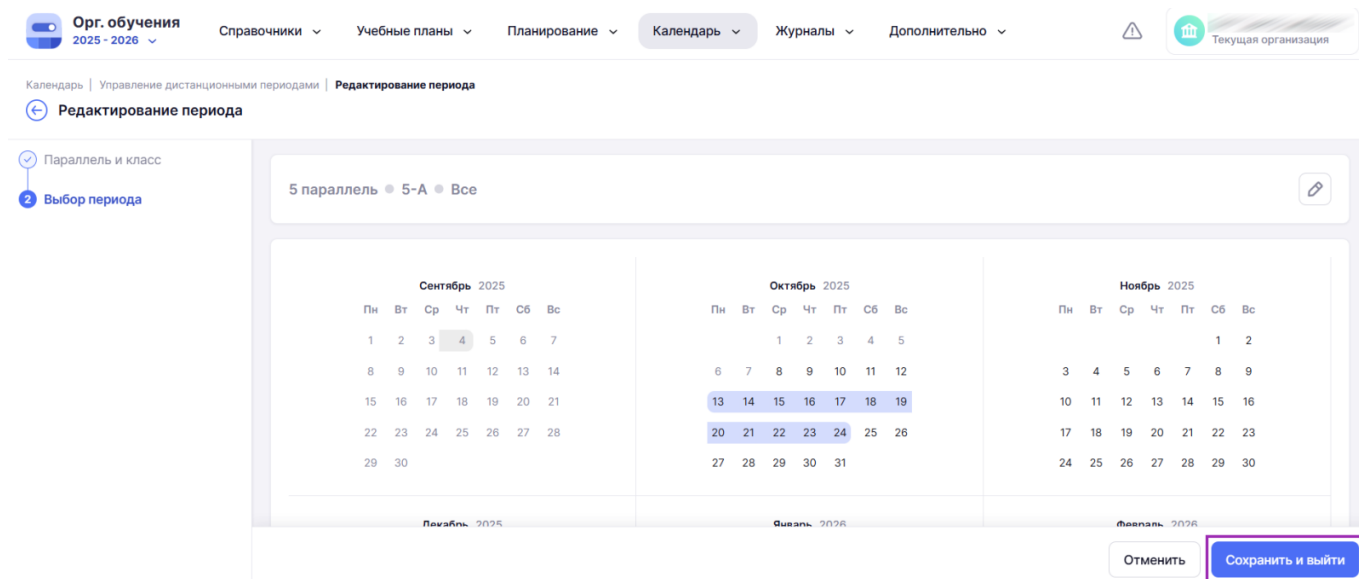 Орг. обучения
2025 - 2026
Справочники
Учебные планы
Планирование
Календарь
Журналы
Дополнительно
Текущая организация
Календарь | Управление дистанционными периодами | Редактирование периода
Редактирование периода
Параллель и класс
2 Выбор периода
5 параллель 5-А Все
Сентябрь 2025
Пн Вт Ср Чт Пт Сб Вс
1 2 3 4 5 6 7
8 9 10 11 12 13 14
15 16 17 18 19 20 21
22 23 24 25 26 27 28
29 30
Октябрь 2025
Пн Вт Ср Чт Пт Сб Вс
1 2 3 4 5
6 7 8 9 10 11 12
13 14 15 16 17 18 19
20 21 22 23 24 25 26
27 28 29 30 31
Ноябрь 2025
Пн Вт Ср Чт Пт Сб Вс
1 2
3 4 5 6 7 8 9
10 11 12 13 14 15 16
17 18 19 20 21 22 23
24 25 26 27 28 29 30
Декабрь 2025
Январь 2026
Февраль 2026
Отменить
Сохранить и выйти